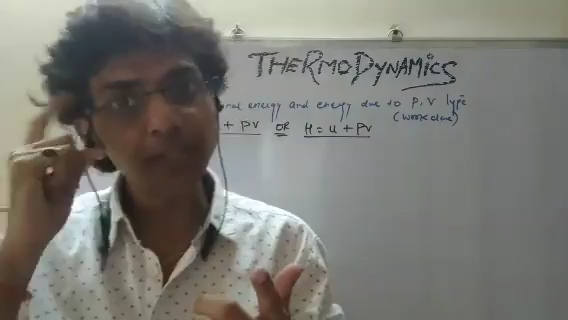 THERMODYNAMICS
energy and energy due to P.V type
(work done)
+ PV OR H = u + PV